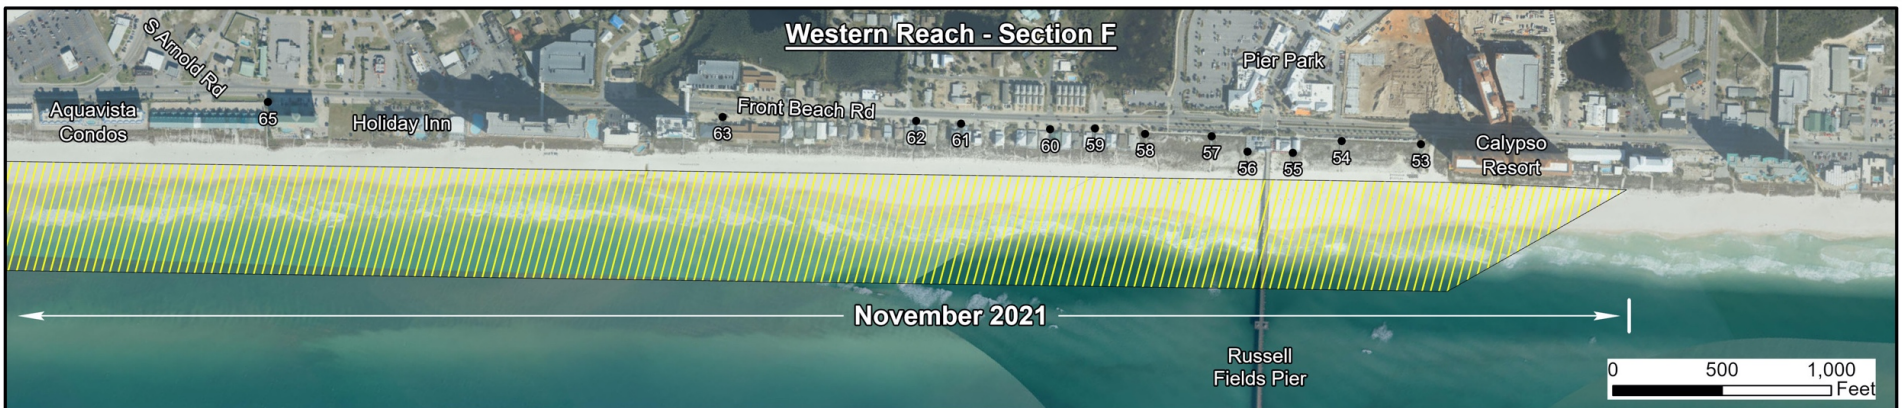 Western Reach - Section F
S Arnold Rd
Pier Park
Aquavista
Condos
65
Holiday Inn
63
Front Beach Rd
62
61
60
59
58
57
56
55
54
53
Calypso
Resort
November 2021
Russell
Fields Pier
0 500 1,000
Feet